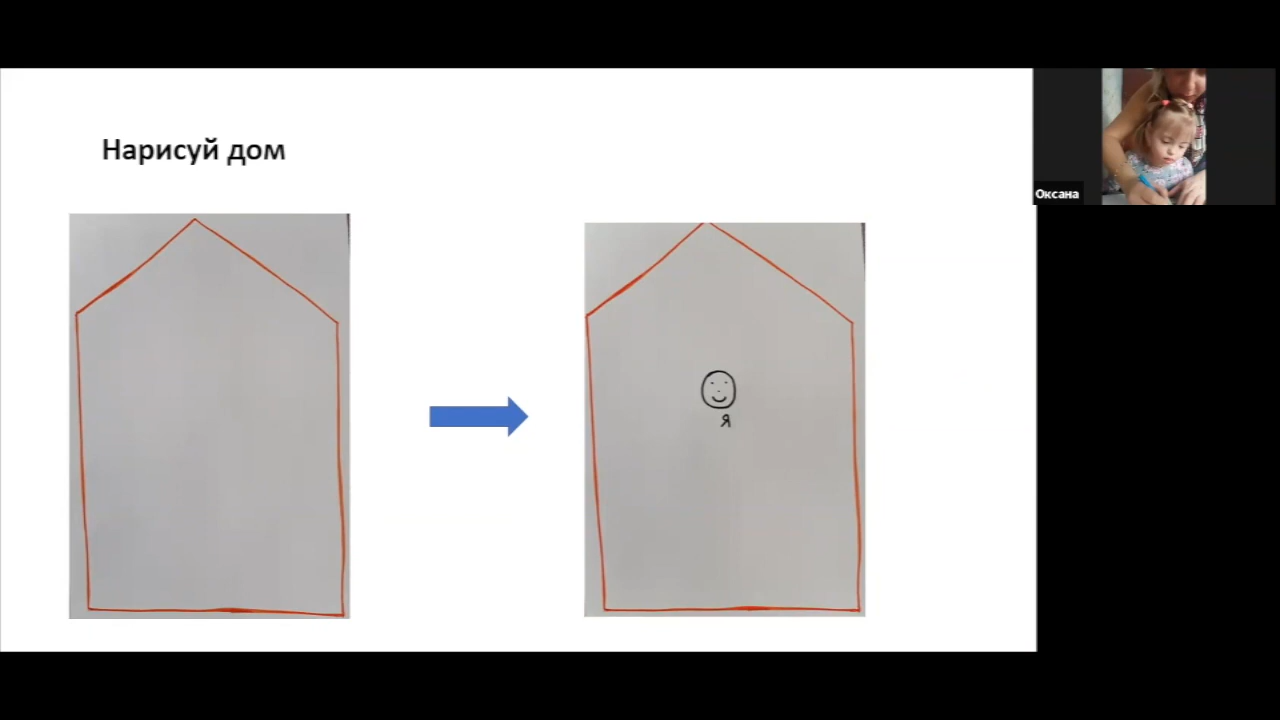 Нарисуй дом
я
Оксана